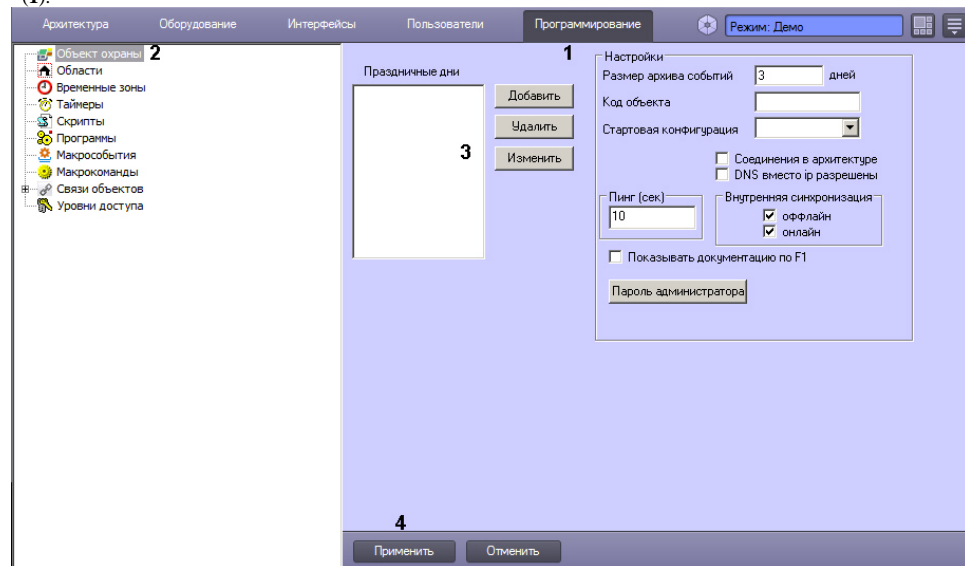 (1).
Архитектура Оборудование Интерфейсы Пользователи Программирование Режим: Демо
1
Объект охраны 2
Области
Временные зоны
Таймеры
Скрипты
Программы
Макрособытия
Макрокоманды
Связи объектов
Уровни доступа
Праздничные дни
Добавить
Удалить
3
Изменить
Настройки
Размер архива событий 3 дней
Код объекта
Стартовая конфигурация
Соединения в архитектуре
DNS вместо ip разрешены
Пинг (сек)
10
Внутренняя синхронизация
оффлайн
онлайн
Показывать документацию по F1
Пароль администратора
4
Применить Отменить